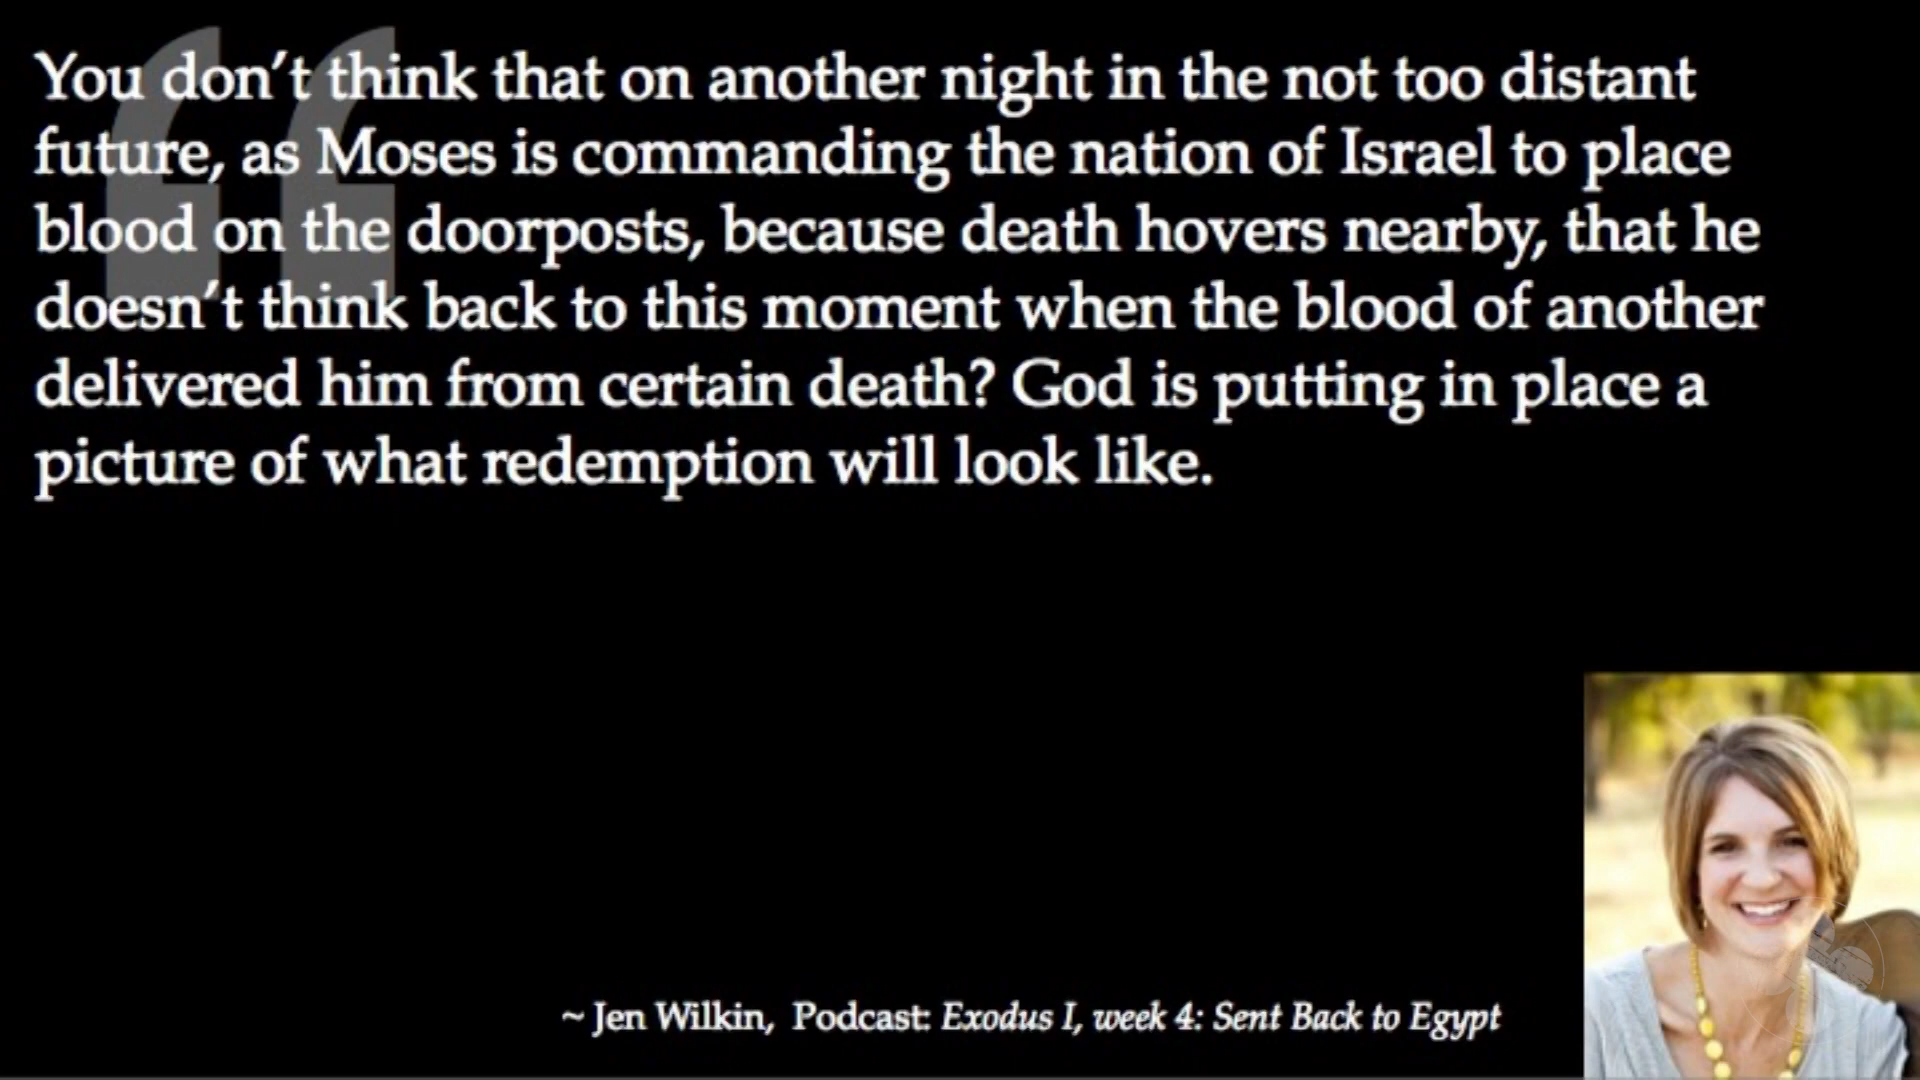 You don’t think that on another night in the not too distant
future, as Moses is commanding the nation of Israel to place
blood on the doorposts, because death hovers nearby, that he
doesn’t think back to this moment when the blood of another
delivered him from certain death? God is putting in place a
picture of what redemption will look like.
~ Jen Wilkin, Podcast: Exodus I, week 4: Sent Back to Egypt